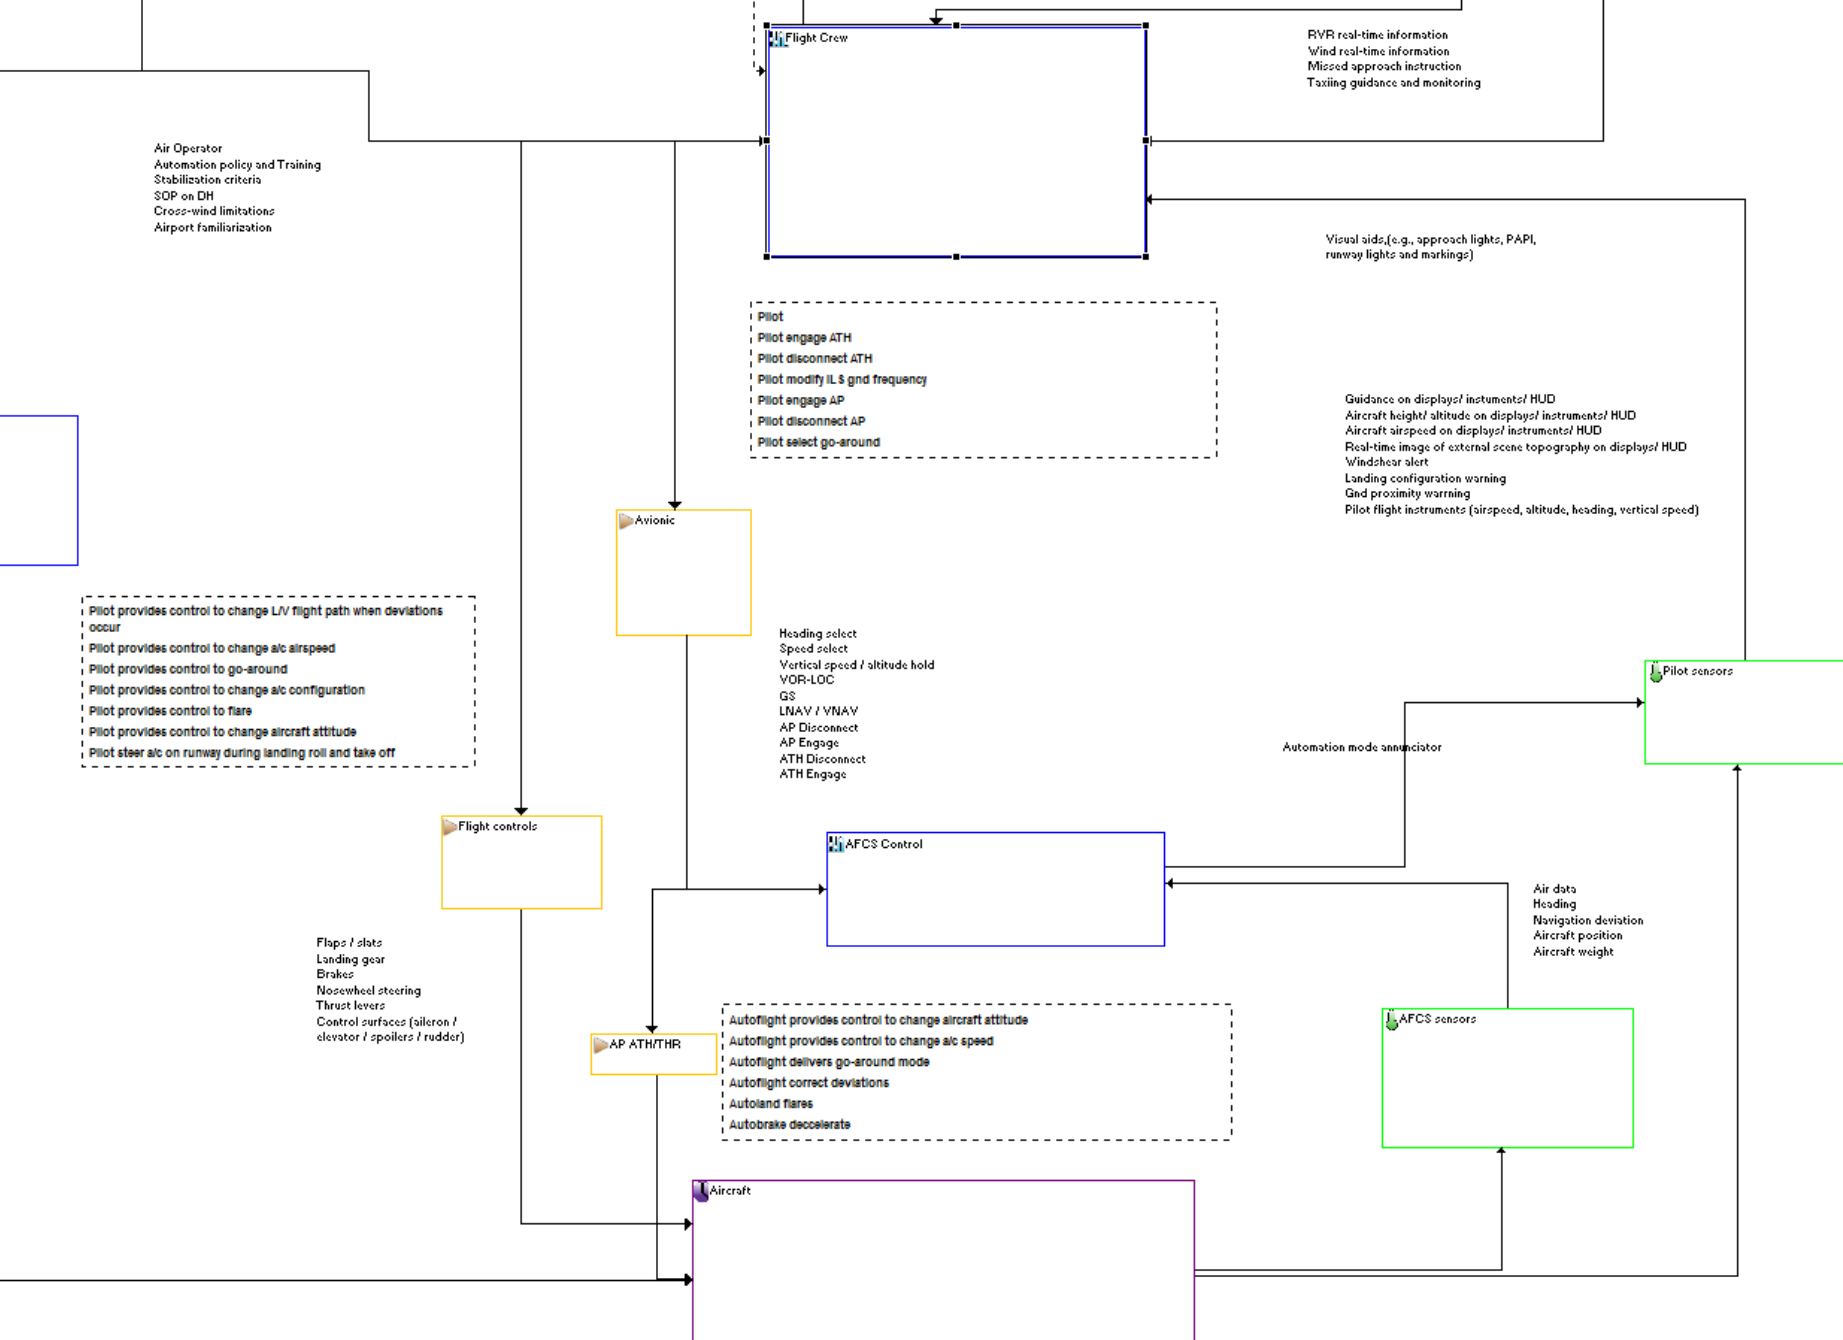 Flight Crew
RVR real-time information
Wind real-time information
Missed approach instruction
Taxiing guidance and monitoring
Air Operator
Automation policy and Training
Stabilization criteria
SOP on DH
Cross-wind limitations
Airport familiarization
Visual aids,(e.g., approach lights, PAPI,
runway lights and markings)
Pilot
Pilot engage ATH
Pilot disconnect ATH
Pilot modify ILS gnd frequency
Pilot engage AP
Pilot disconnect AP
Pilot select go-around
Guidance on displays/ instuments/ HUD
Aircraft height/ altitude on displays/ instruments/ HUD
Aircraft airspeed on displays/ instruments/ HUD
Real-time image of external scene topography on displays/ HUD
Windshear alert
Landing configuration warning
Gnd proximity warrning
Pilot flight instruments (airspeed, altitude, heading, vertical speed)
Avionic
Pilot provides control to change L/V flight path when deviations
occur
Pilot provides control to change a/c airspeed
Pilot provides control to go-around
Pilot provides control to change a/c configuration
Pilot provides control to flare
Pilot provides control to change aircraft attitude
Pilot steer a/c on runway during landing roll and take off
Heading select
Speed select
Vertical speed / altitude hold
VOR-LOC
GS
LNAV / VNAV
AP Disconnect
AP Engage
ATH Disconnect
ATH Engage
Pilot sensors
Automation mode annunciator
Flight controls
AFCS Control
Air data
Heading
Navigation deviation
Aircraft position
Aircraft weight
Flaps / slats
Landing gear
Brakes
Nosewheel steering
Thrust levers
Control surfaces (aileron /
elevator / spoilers / rudder)
AP ATH/THR
Autoflight provides control to change aircraft attitude
Autoflight provides control to change a/c speed
Autoflight delivers go-around mode
Autoflight correct deviations
Autoland flares
Autobrake deccelerate
AFCS sensors
Aircraft